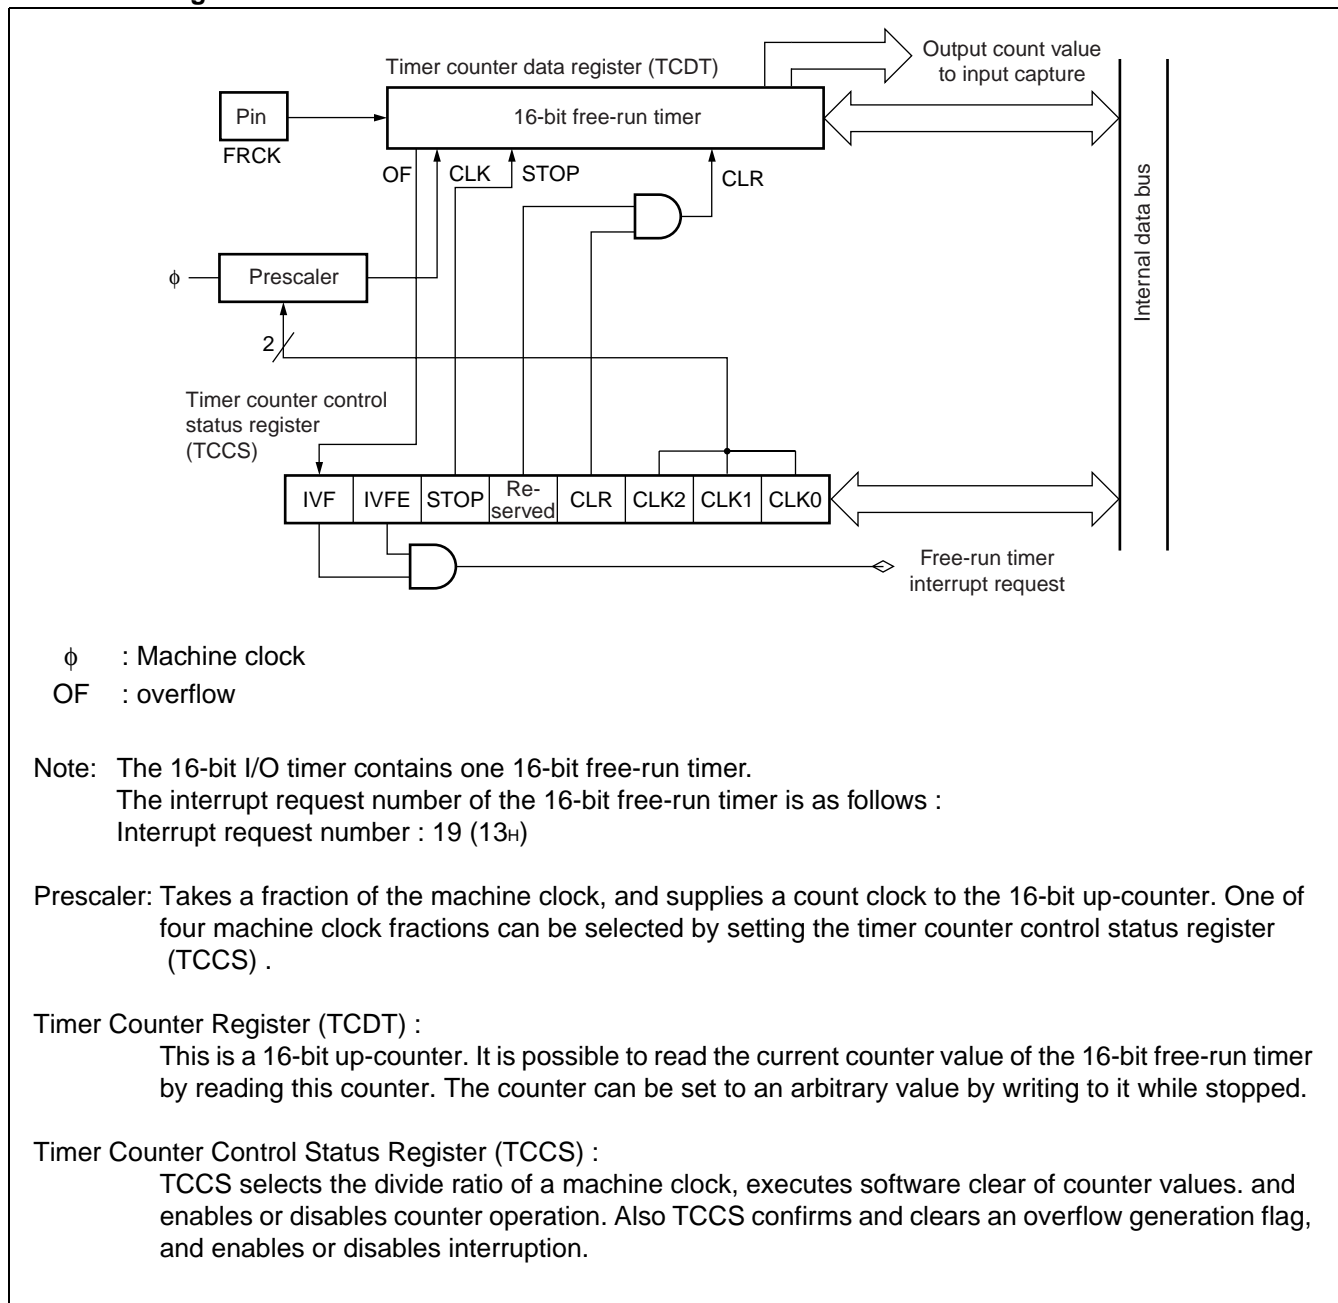 Timer counter data register (TCDT)
Output count value
to input capture
Pin
16-bit free-run timer
FRCK
OF
CLK
STOP
CLR
Internal data bus
ϕ
Prescaler
2
Timer counter control
status register
(TCCS)
IVF
IVFE
STOP
Re-
served
CLR
CLK2
CLK1
CLK0
Free-run timer
interrupt request
ϕ : Machine clock
OF : overflow
Note: The 16-bit I/O timer contains one 16-bit free-run timer.
The interrupt request number of the 16-bit free-run timer is as follows :
Interrupt request number : 19 (13H)
Prescaler: Takes a fraction of the machine clock, and supplies a count clock to the 16-bit up-counter. One of
four machine clock fractions can be selected by setting the timer counter control status register
(TCCS) .
Timer Counter Register (TCDT) :
This is a 16-bit up-counter. It is possible to read the current counter value of the 16-bit free-run timer
by reading this counter. The counter can be set to an arbitrary value by writing to it while stopped.
Timer Counter Control Status Register (TCCS) :
TCCS selects the divide ratio of a machine clock, executes software clear of counter values. and
enables or disables counter operation. Also TCCS confirms and clears an overflow generation flag,
and enables or disables interruption.